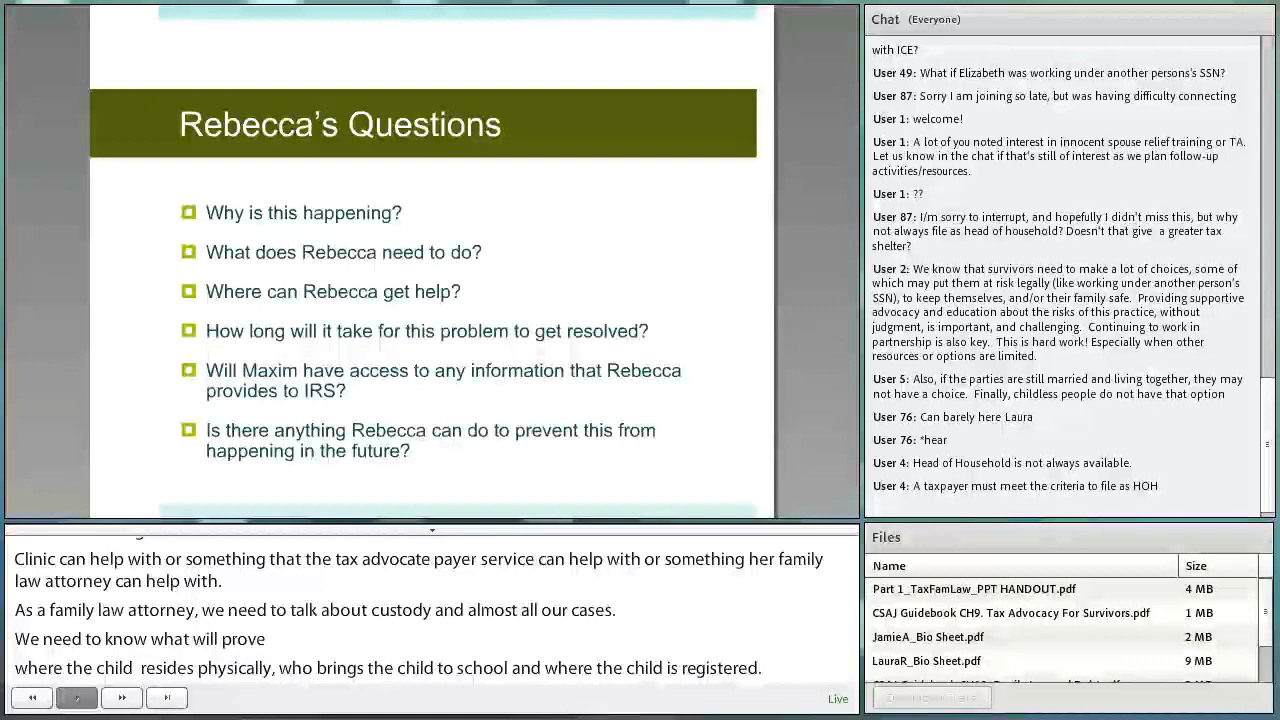 Rebecca's Questions
Why is this happening?
What does Rebecca need to do?
Where can Rebecca get help?
How long will it take for this problem to get resolved?
Will Maxim have access to any information that Rebecca
provides to IRS?
Is there anything Rebecca can do to prevent this from
happening in the future?
Clinic can help with or something that the tax advocate payer service can help with or something her family
law attorney can help with.
As a family law attorney, we need to talk about custody and almost all our cases.
We need to know what will prove
where the child resides physically, who brings the child to school and where the child is registered.
Live
Chat (Everyone)
with ICE?
User 49: What if Elizabeth was working under another persons's SSN?
User 87: Sorry I am joining so late, but was having difficulty connecting
User 1: welcome!
User 1: A lot of you noted interest in innocent spouse relief training or TA.
Let us know in the chat if that's still of interest as we plan follow-up
activities/resources.
User 1: ??
User 87: I/m sorry to interrupt, and hopefully I didn't miss this, but why
not always file as head of household? Doesn't that give a greater tax
shelter?
User 2: We know that survivors need to make a lot of choices, some of
which may put them at risk legally (like working under another person's
SSN), to keep themselves, and/or their family safe. Providing supportive
advocacy and education about the risks of this practice, without
judgment, is important, and challenging. Continuing to work in
partnership is also key. This is hard work! Especially when other
resources or options are limited.
User 5: Also, if the parties are still married and living together, they may
not have a choice. Finally, childless people do not have that option
User 76: Can barely here Laura
User 76: *hear
User 4: Head of Household is not always available.
User 4: A taxpayer must meet the criteria to file as HOH
Files
Name Size
Part 1_TaxFamLaw_PPT HANDOUT.pdf 4 MB
CSAJ Guidebook CH9. Tax Advocacy For Survivors.pdf 1 MB
JamieA_Bio Sheet.pdf 2 MB
LauraR_Bio Sheet.pdf 9 MB